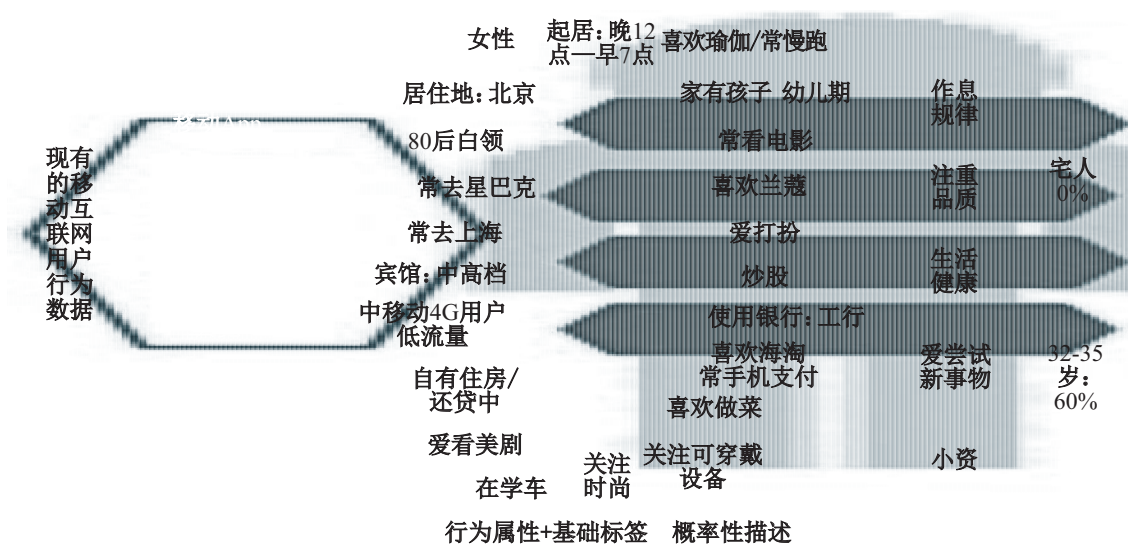 女性
起居：晚12
点—早7点
喜欢瑜伽/常慢跑
居住地：北京
家有孩子 幼儿期
作息
规律
80后白领
常看电影
现有
的移
动互
联网
用户
行为
数据
常去星巴克
喜欢兰蔻
注重
品质
宅人
0%
常去上海
爱打扮
宾馆：中高档
炒股
生活
健康
中移动4G用户
低流量
使用银行：工行
喜欢海淘
常手机支付
爱尝试
新事物
32-35
岁：
60%
自有住房/
还贷中
喜欢做菜
爱看美剧
关注
时尚
关注可穿戴
设备
小资
在学车
行为属性+基础标签
概率性描述